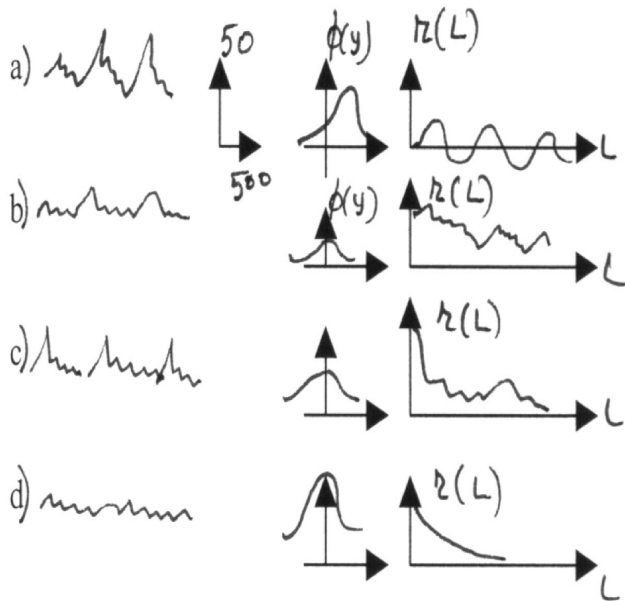 a) 50 ϕ(y) r(L)
L
500
b) ϕ(y) r(L)
L
c) r(L)
L
d) r(L)
L